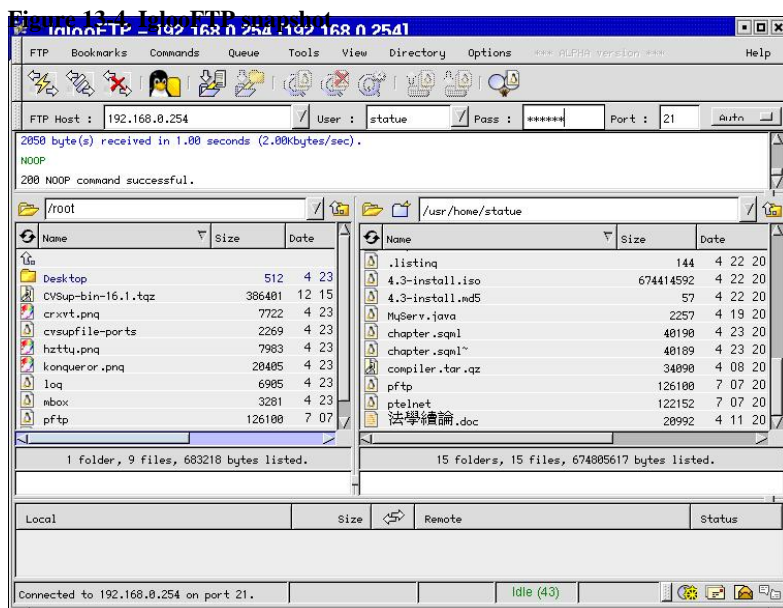 Figure 13-4. IglooFTP snapshot
IglooFTP - 192.168.0.254 [192.168.0.254]
FTP Bookmarks Commands Queue Tools View Directory Options *** ALPHA version *** Help
FTP Host : 192.168.0.254 User : statue Pass : ****** Port : 21 Auto
2050 byte(s) received in 1.00 seconds (2.00Kbytes/sec).
NOOP
200 NOOP command successful.
/root
Name Size Date
Desktop 512 4 23
CVSup-bin-16.1.tgz 386401 12 15
crxvt.png 7722 4 23
cvsupfile-ports 2269 4 23
hztty.png 7983 4 23
konqueror.png 20405 4 23
log 6905 4 23
mbox 3281 4 23
pftp 126100 7 07
1 folder, 9 files, 683218 bytes listed.
/usr/home/statue
Name Size Date
.listing 144 4 22 20
4.3-install.iso 674414592 4 22 20
4.3-install.md5 57 4 22 20
MyServ.java 2257 4 19 20
chapter.sgml 40190 4 23 20
chapter.sgml~ 40189 4 23 20
compiler.tar.gz 34090 4 08 20
pftp 126100 7 07 20
ptelnet 122152 7 07 20
法學緒論.doc 20992 4 11 20
15 folders, 15 files, 674805617 bytes listed.
Local Size Remote Status
Connected to 192.168.0.254 on port 21. Idle (43)